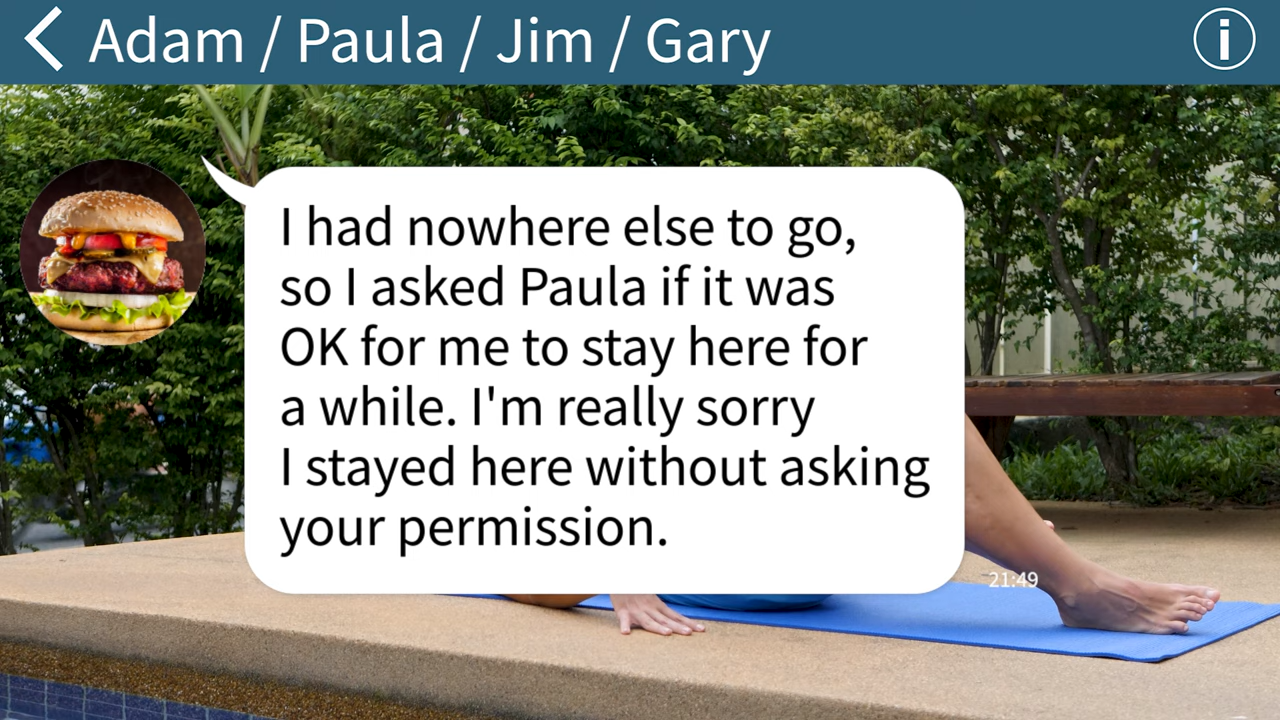 Adam / Paula / Jim / Gary
i
I had nowhere else to go,
so I asked Paula if it was
OK for me to stay here for
a while. I'm really sorry
I stayed here without asking
your permission.
21:49